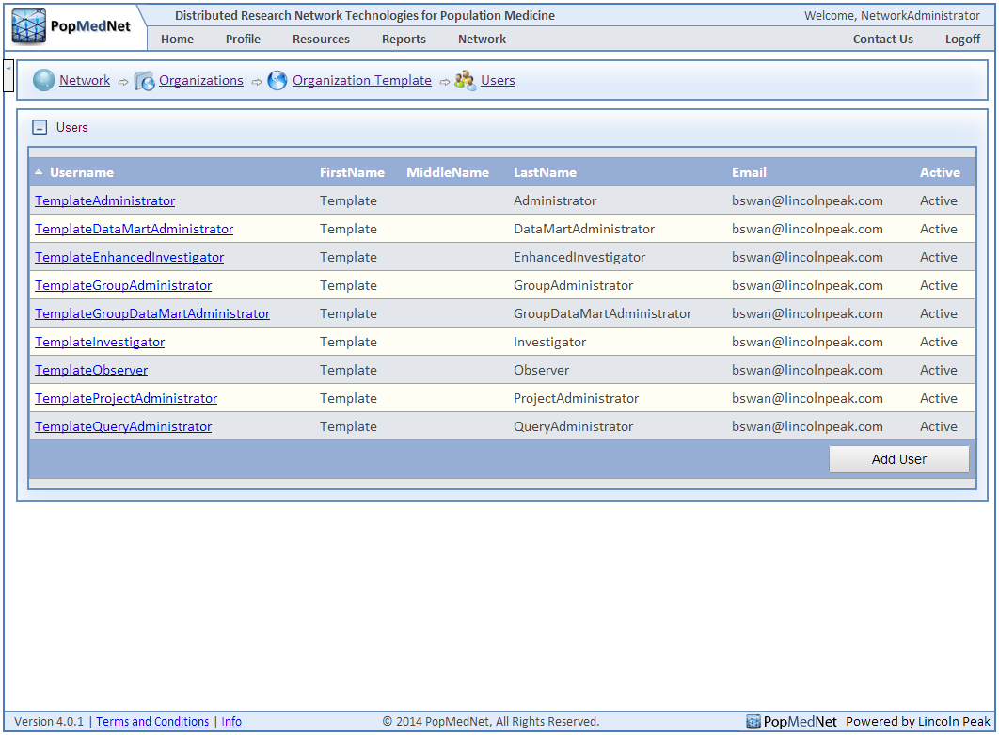 PopMedNet
Distributed Research Network Technologies for Population Medicine
Welcome, NetworkAdministrator
Home Profile Resources Reports Network Contact Us Logoff
Network ⇨ Organizations ⇨ Organization Template ⇨ Users
Users
Username FirstName MiddleName LastName Email Active
TemplateAdministrator Template Administrator bswan@lincolnpeak.com Active
TemplateDataMartAdministrator Template DataMartAdministrator bswan@lincolnpeak.com Active
TemplateEnhancedInvestigator Template EnhancedInvestigator bswan@lincolnpeak.com Active
TemplateGroupAdministrator Template GroupAdministrator bswan@lincolnpeak.com Active
TemplateGroupDataMartAdministrator Template GroupDataMartAdministrator bswan@lincolnpeak.com Active
TemplateInvestigator Template Investigator bswan@lincolnpeak.com Active
TemplateObserver Template Observer bswan@lincolnpeak.com Active
TemplateProjectAdministrator Template ProjectAdministrator bswan@lincolnpeak.com Active
TemplateQueryAdministrator Template QueryAdministrator bswan@lincolnpeak.com Active
Add User
Version 4.0.1 | Terms and Conditions | Info © 2014 PopMedNet, All Rights Reserved. PopMedNet Powered by Lincoln Peak